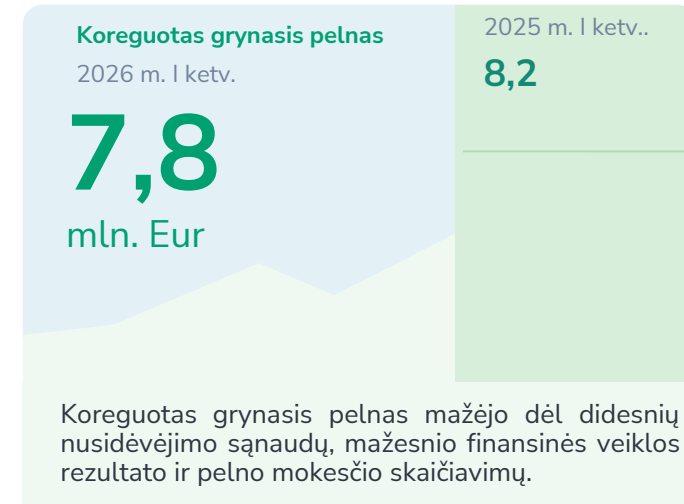 Koreguotas grynasis pelnas
2026 m. I ketv.
7,8
mln. Eur
2025 m. I ketv..
8,2
Koreguotas grynasis pelnas mažėjo dėl didesnių
nusidėvėjimo sąnaudų, mažesnio finansinės veiklos
rezultato ir pelno mokesčio skaičiavimų.